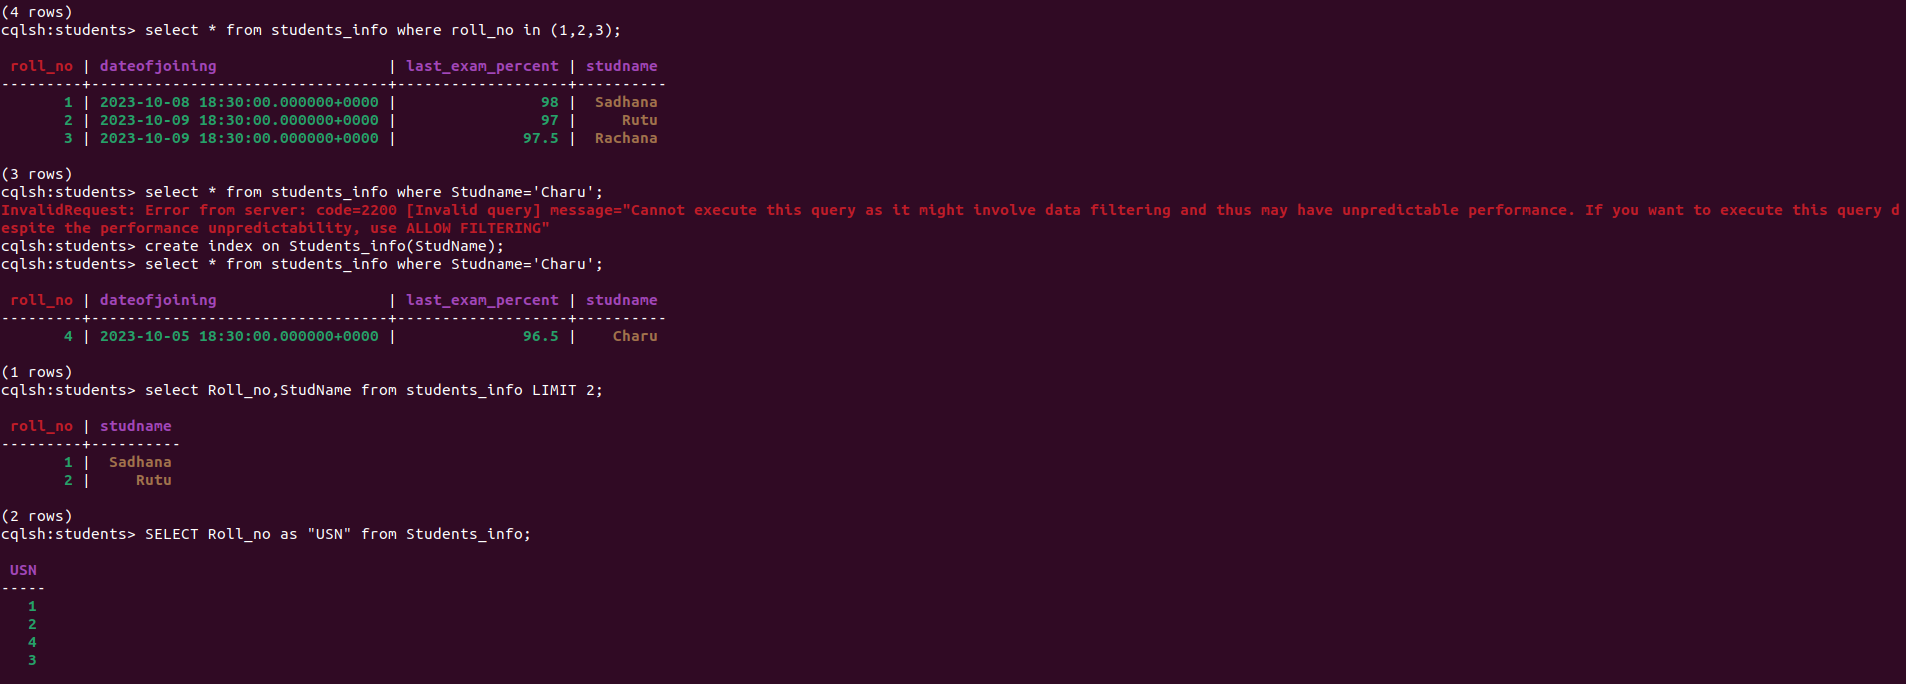 (4 rows)
cqlsh:students> select * from students_info where roll_no in (1,2,3);
 roll_no | dateofjoining                   | last_exam_percent | studname
---------+---------------------------------+-------------------+----------
       1 | 2023-10-08 18:30:00.000000+0000 |                98 |  Sadhana
       2 | 2023-10-09 18:30:00.000000+0000 |                97 |     Rutu
       3 | 2023-10-09 18:30:00.000000+0000 |              97.5 |  Rachana
(3 rows)
cqlsh:students> select * from students_info where Studname='Charu';
InvalidRequest: Error from server: code=2200 [Invalid query] message="Cannot execute this query as it might involve data filtering and thus may have unpredictable performance. If you want to execute this query d
espite the performance unpredictability, use ALLOW FILTERING"
cqlsh:students> create index on Students_info(StudName);
cqlsh:students> select * from students_info where Studname='Charu';
 roll_no | dateofjoining                   | last_exam_percent | studname
---------+---------------------------------+-------------------+----------
       4 | 2023-10-05 18:30:00.000000+0000 |              96.5 |    Charu
(1 rows)
cqlsh:students> select Roll_no,StudName from students_info LIMIT 2;
 roll_no | studname
---------+----------
       1 |  Sadhana
       2 |     Rutu
(2 rows)
cqlsh:students> SELECT Roll_no as "USN" from Students_info;
 USN
-----
   1
   2
   4
   3